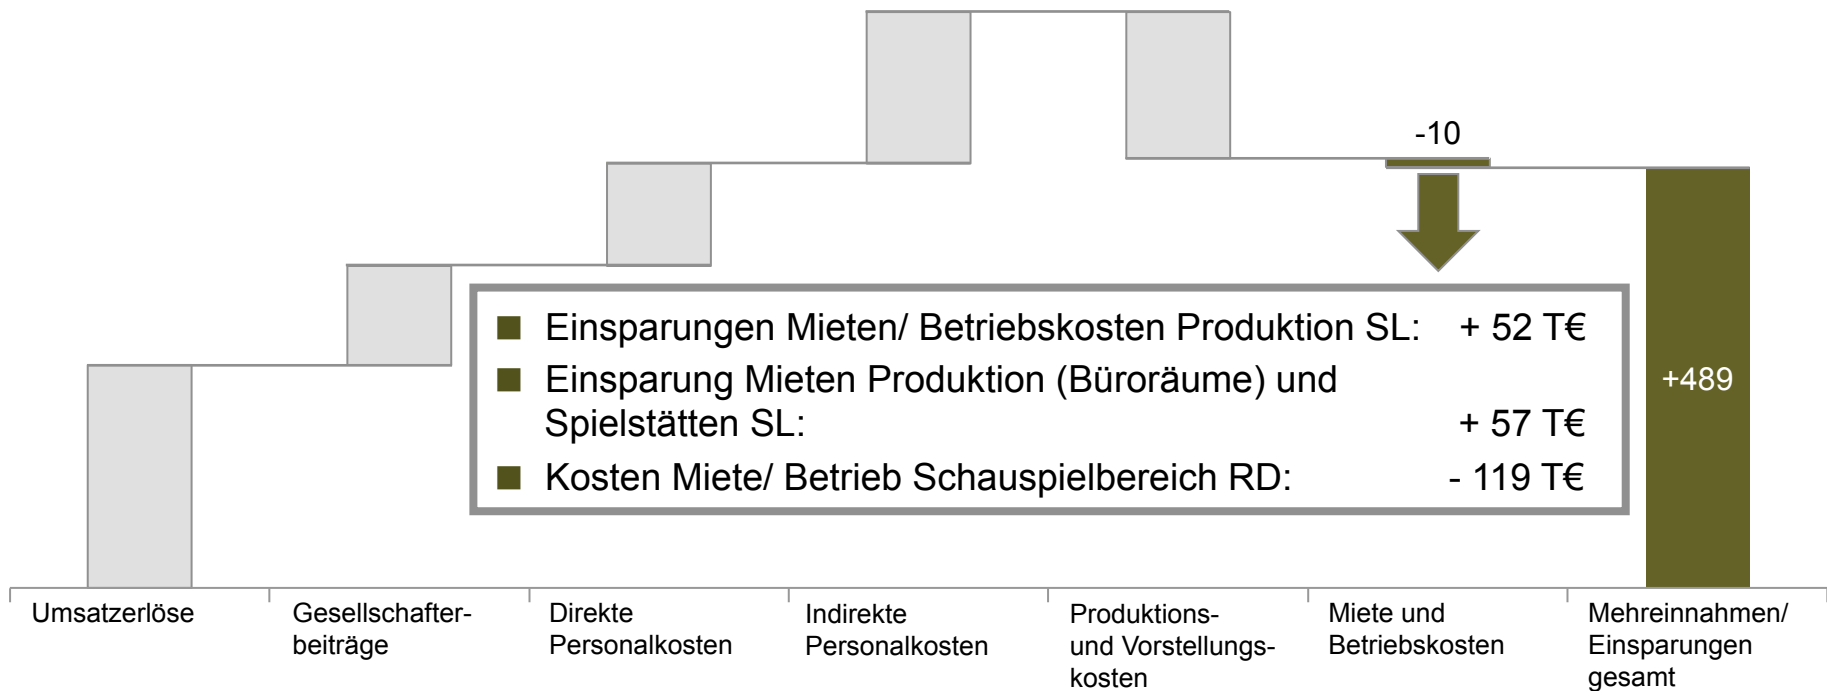 -10
Einsparungen Mieten/ Betriebskosten Produktion SL: + 52 T€
Einsparung Mieten Produktion (Büroräume) und
Spielstätten SL: + 57 T€
Kosten Miete/ Betrieb Schauspielbereich RD: - 119 T€
+489
Umsatzerlöse
Gesellschafter-
beiträge
Direkte
Personalkosten
Indirekte
Personalkosten
Produktions-
und Vorstellungs-
kosten
Miete und
Betriebskosten
Mehreinnahmen/
Einsparungen
gesamt